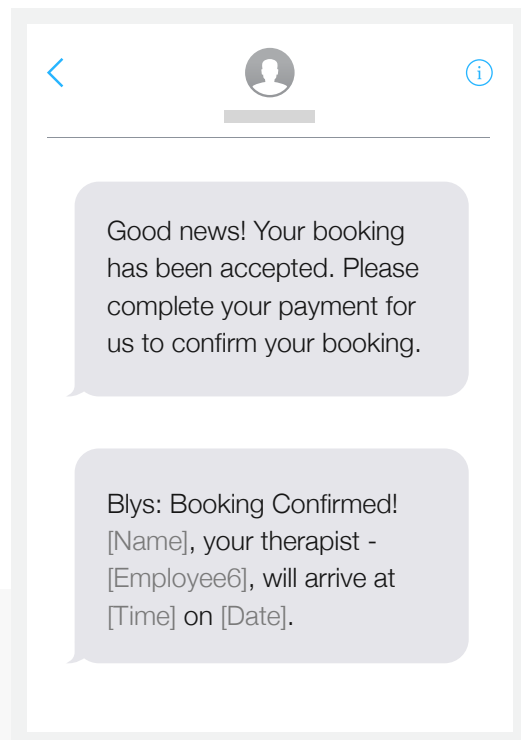 Good news! Your booking
has been accepted. Please
complete your payment for
us to confirm your booking.
Blys: Booking Confirmed!
[Name], your therapist -
[Employee6], will arrive at
[Time] on [Date].